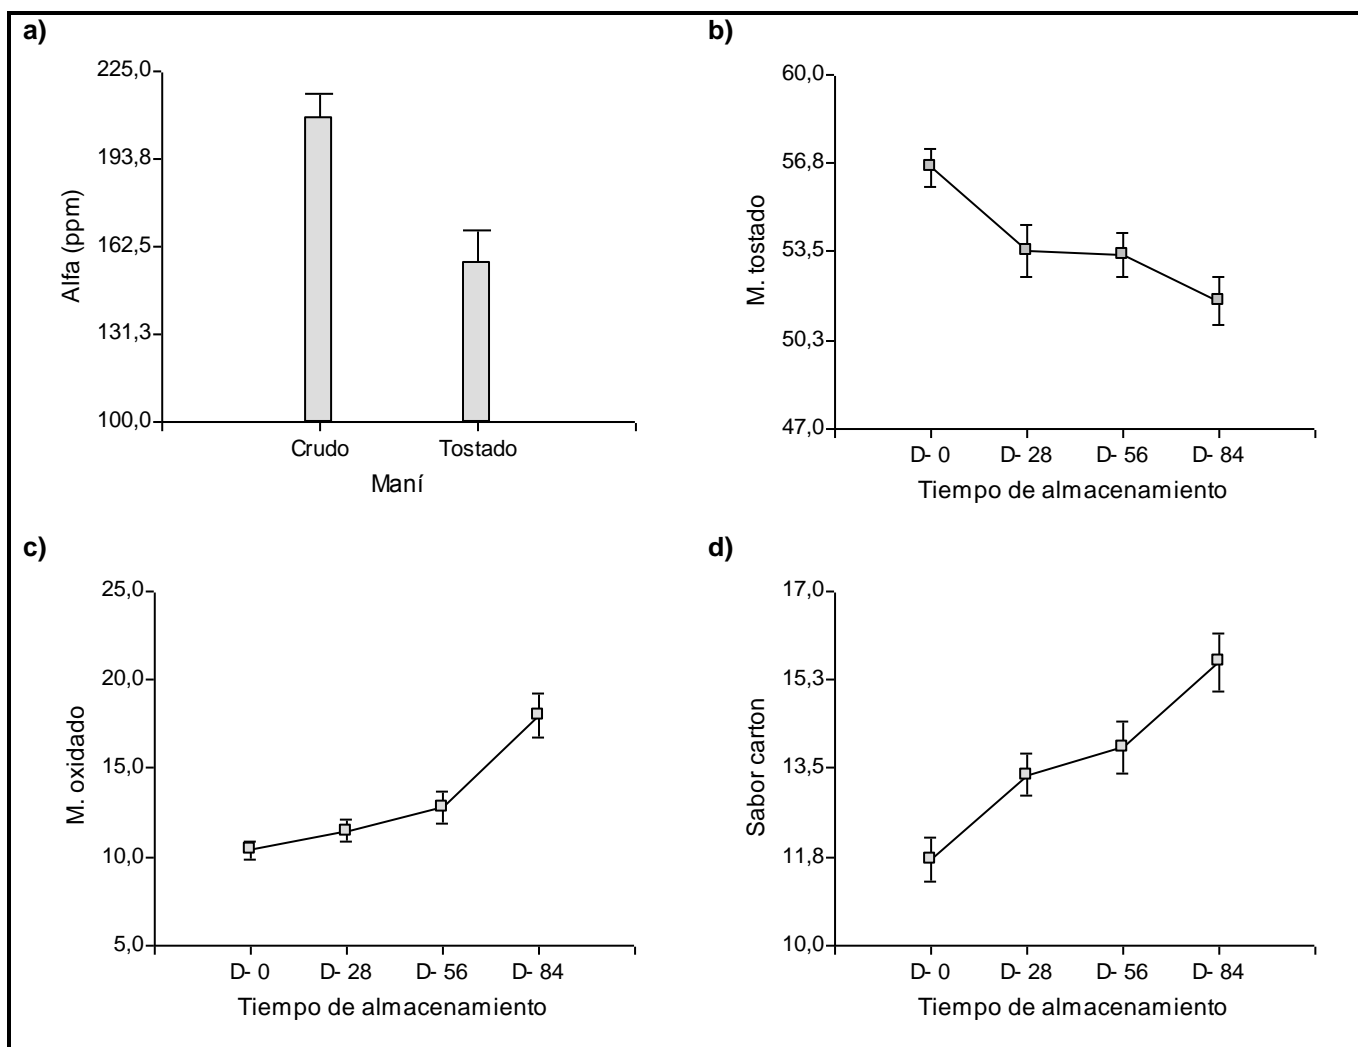 a)
225,0
193,8
162,5
131,3
100,0
Alfa (ppm)
Crudo Tostado
Maní
b)
60,0
56,8
53,5
50,3
47,0
M. tostado
D- 0 D- 28 D- 56 D- 84
Tiempo de almacenamiento
c)
25,0
20,0
15,0
10,0
5,0
M. oxidado
D- 0 D- 28 D- 56 D- 84
Tiempo de almacenamiento
d)
17,0
15,3
13,5
11,8
10,0
Sabor carton
D- 0 D- 28 D- 56 D- 84
Tiempo de almacenamiento